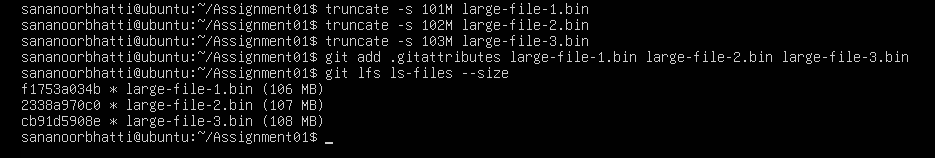 sananoorbhatti@ubuntu:~/Assignment01$ truncate -s 101M large-file-1.bin
sananoorbhatti@ubuntu:~/Assignment01$ truncate -s 102M large-file-2.bin
sananoorbhatti@ubuntu:~/Assignment01$ truncate -s 103M large-file-3.bin
sananoorbhatti@ubuntu:~/Assignment01$ git add .gitattributes large-file-1.bin large-file-2.bin large-file-3.bin
sananoorbhatti@ubuntu:~/Assignment01$ git lfs ls-files --size
f1753a034b * large-file-1.bin (106 MB)
2338a970c0 * large-file-2.bin (107 MB)
cb91d5908e * large-file-3.bin (108 MB)
sananoorbhatti@ubuntu:~/Assignment01$ _